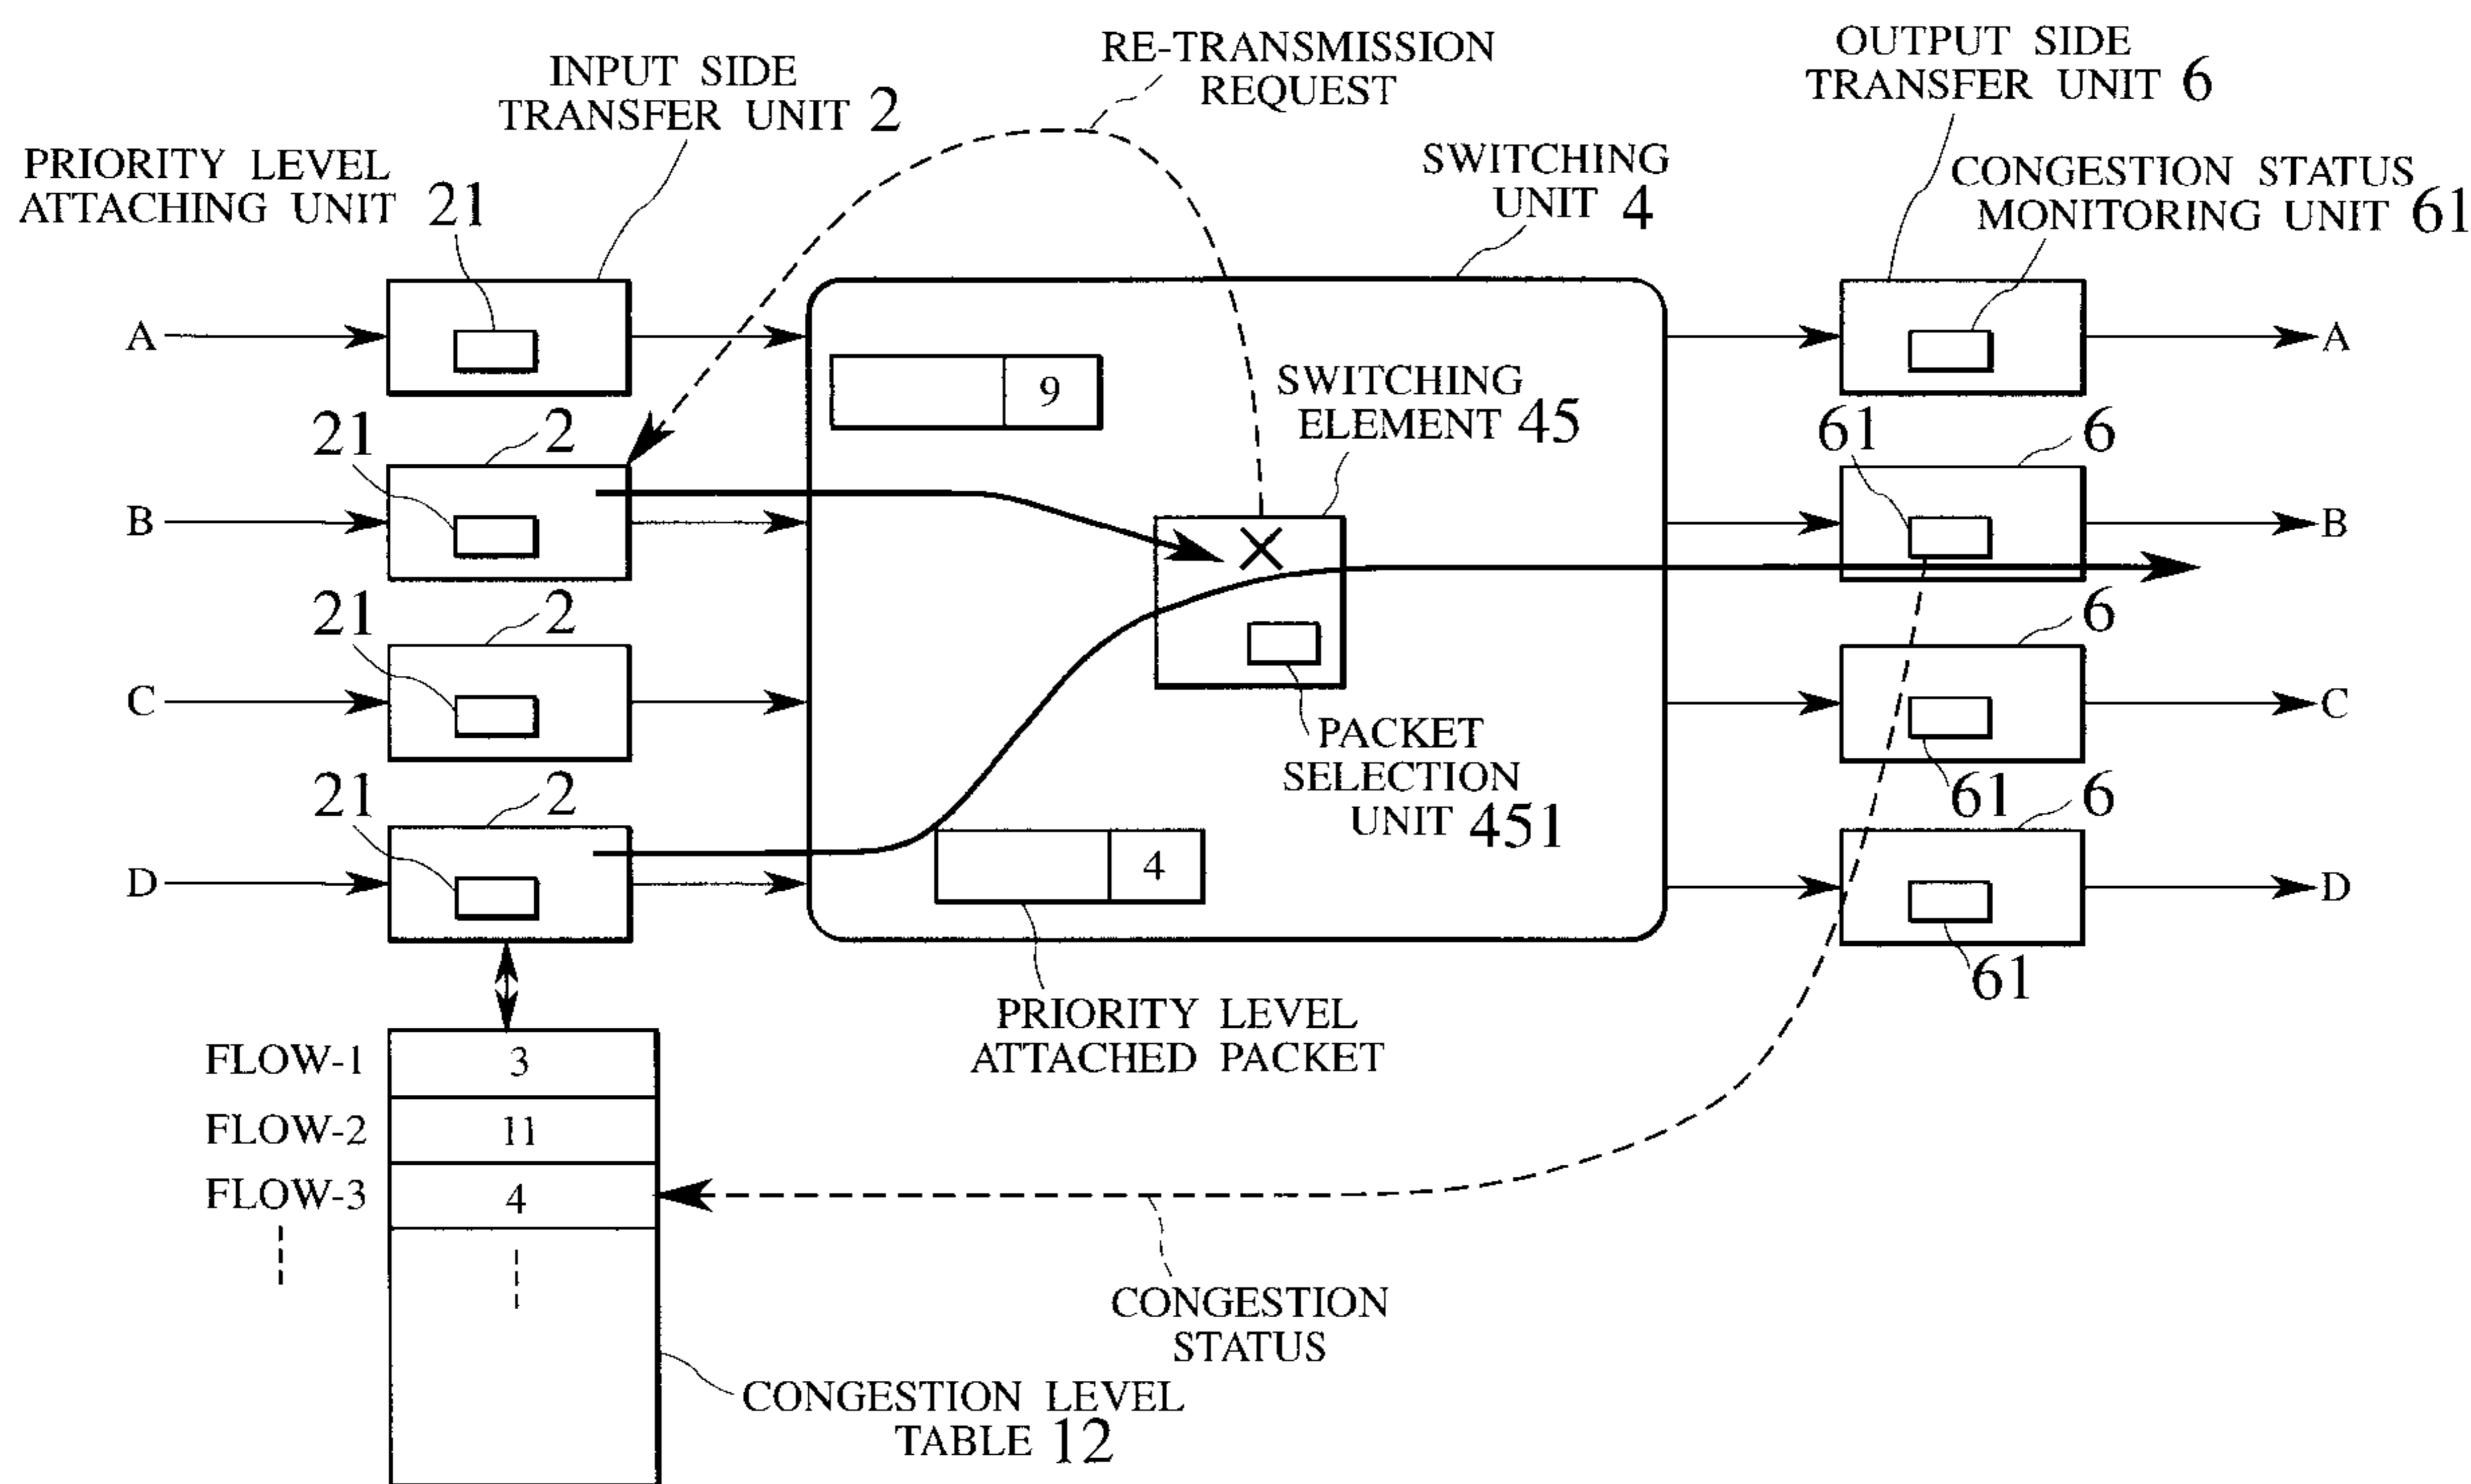 RE-TRANSMISSION
REQUEST
OUTPUT SIDE
TRANSFER UNIT 6
INPUT SIDE
TRANSFER UNIT 2
PRIORITY LEVEL
ATTACHING UNIT 21
SWITCHING
UNIT 4
CONGESTION STATUS
MONITORING UNIT 61
A
A
9
SWITCHING
ELEMENT 45
21
2
61
6
B
B
21
2
6
C
C
PACKET
SELECTION
UNIT 451
21
2
61
6
D
4
D
61
PRIORITY LEVEL
ATTACHED PACKET
FLOW-1
3
FLOW-2
11
FLOW-3
4
CONGESTION
STATUS
CONGESTION LEVEL
TABLE 12